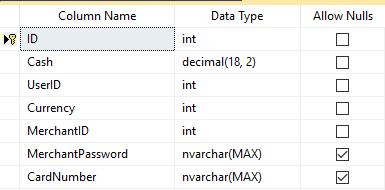 Column Name Data Type Allow Nulls
ID int
Cash decimal(18, 2)
UserID int
Currency int
MerchantID int
MerchantPassword nvarchar(MAX)
CardNumber nvarchar(MAX)